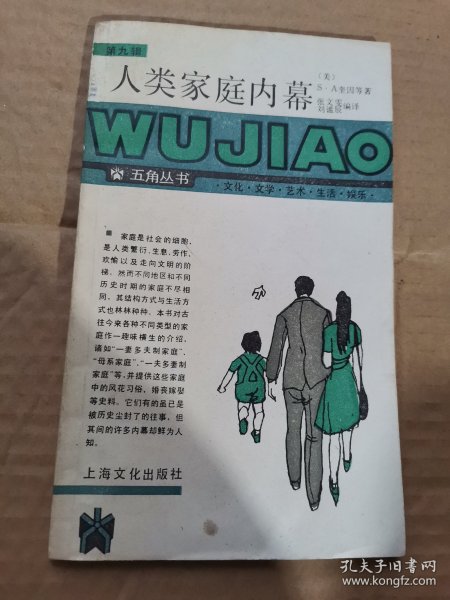 第九辑
人类家庭内幕
〔美〕
S·A奎因等著
张文雯
刘谧辰
编译
WUJIAO
五角丛书
·文化·文学·艺术·生活·娱乐·
■ 家庭是社会的细胞，
是人类繁衍、生息、劳作、
欢愉以及走向文明的阶
梯。然而不同地区和不同
历史时期的家庭不尽相
同，其结构方式与生活方
式也林林种种。本书对古
往今来各种不同类型的家
庭作一趣味横生的介绍，
诸如“一妻多夫制家庭”、
“母系家庭”、“一夫多妻制
家庭”等，并提供这些家庭
中的风花习俗、婚丧嫁娶
等史料。它们有的虽已是
被历史尘封了的往事，但
其间的许多内幕却鲜为人
知。
上海文化出版社
孔夫子旧书网
www.kongfz.com